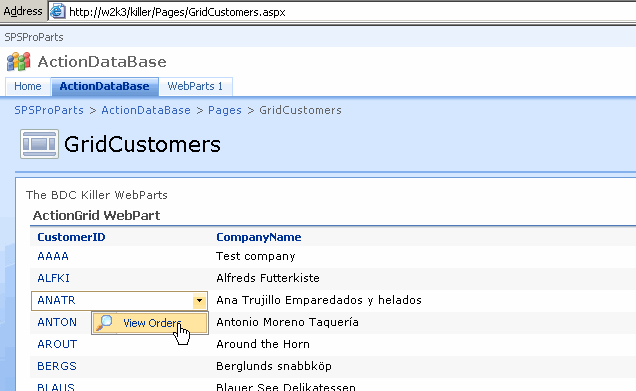 Address http://w2k3/killer/Pages/GridCustomers.aspx
SPSProParts
ActionDataBase
Home ActionDataBase WebParts 1
SPSProParts > ActionDataBase > Pages > GridCustomers
GridCustomers
The BDC Killer WebParts
ActionGrid WebPart
CustomerID CompanyName
AAAA Test company
ALFKI Alfreds Futterkiste
ANATR Ana Trujillo Emparedados y helados
ANTON View Orders Antonio Moreno Taquería
AROUT Around the Horn
BERGS Berglunds snabbköp
BLAUS Blauer See Delikatessen